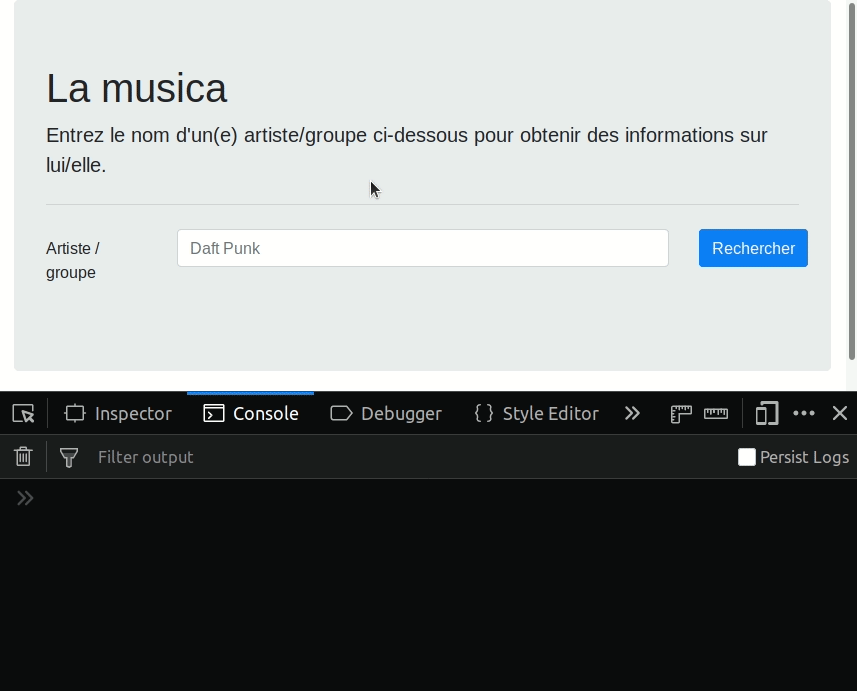 La musica
Entrez le nom d'un(e) artiste/groupe ci-dessous pour obtenir des informations sur
lui/elle.
Artiste /
groupe
Daft Punk
Rechercher
Inspector
Console
Debugger
{ } Style Editor
Filter output
Persist Logs